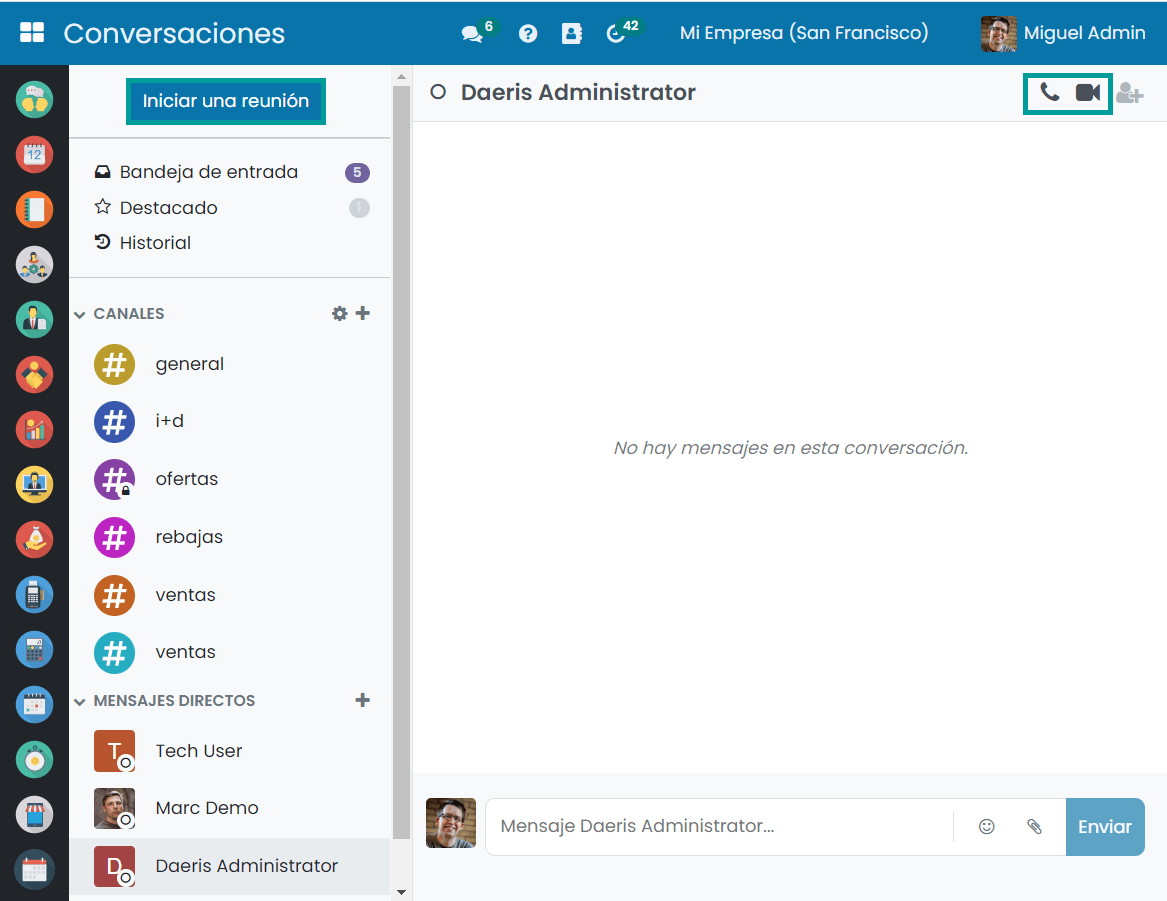 Conversaciones
6
42
Mi Empresa (San Francisco)
Miguel Admin
Iniciar una reunión
Daeris Administrator
12
Bandeja de entrada
5
Destacado
1
Historial
CANALES
# general
# i+d
# ofertas
# rebajas
# ventas
# ventas
No hay mensajes en esta conversación.
MENSAJES DIRECTOS
T Tech User
Marc Demo
D Daeris Administrator
Mensaje Daeris Administrator...
Enviar